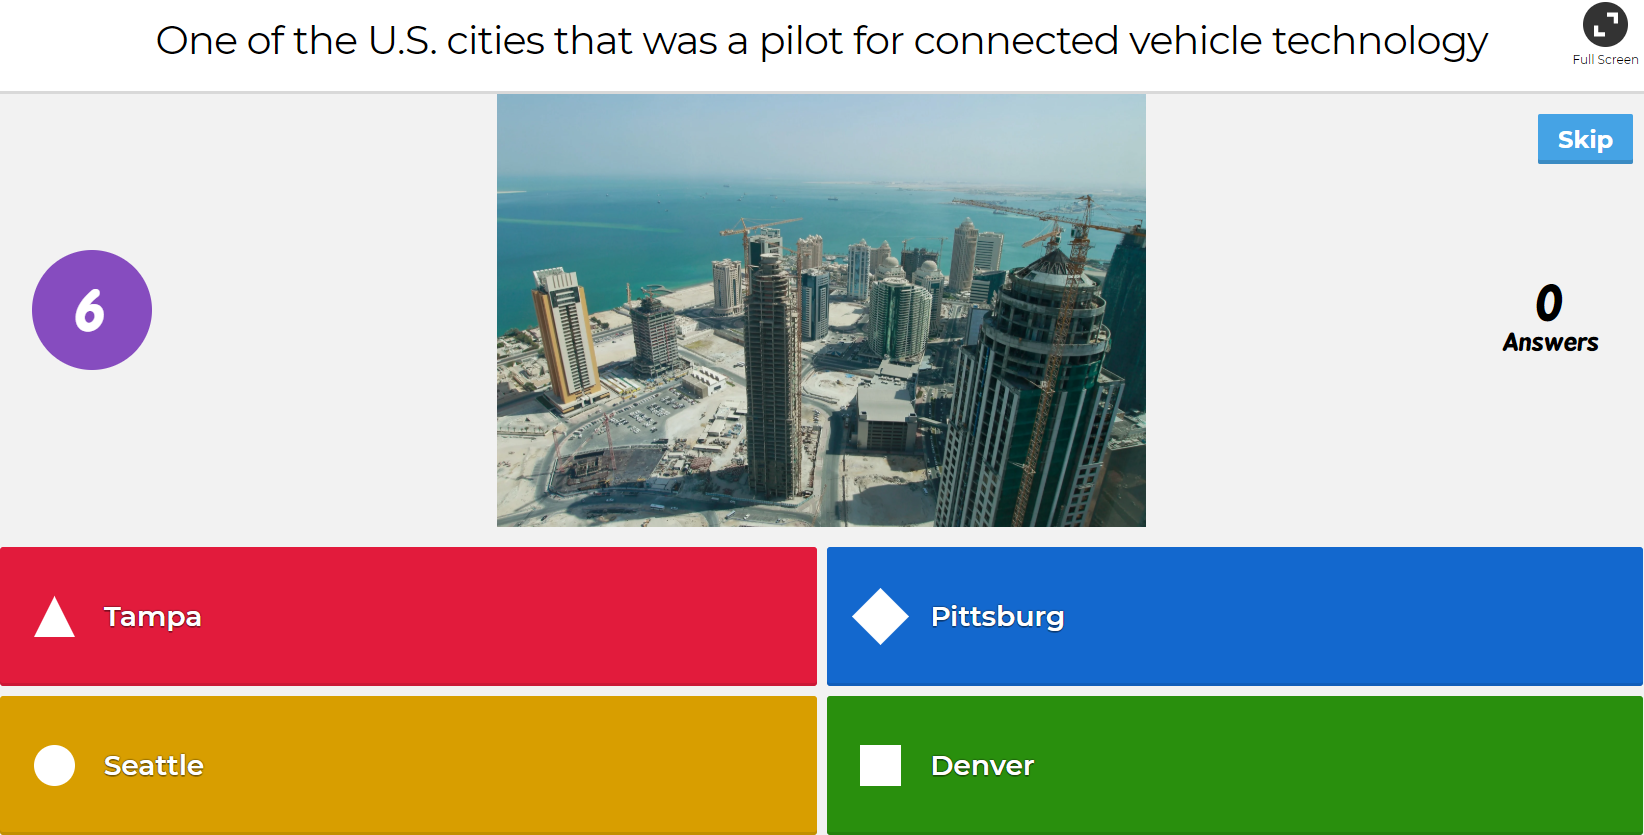 One of the U.S. cities that was a pilot for connected vehicle technology
Full Screen
Skip
6
0
Answers
Tampa
Pittsburg
Seattle
Denver